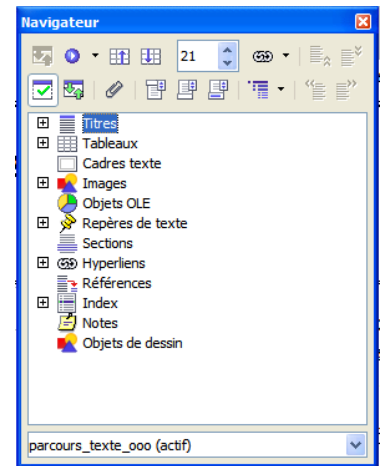 Navigateur
21
Titres
Tableaux
Cadres texte
Images
Objets OLE
Repères de texte
Sections
Hyperliens
Références
Index
Notes
Objets de dessin
parcours_texte_ooo (actif)